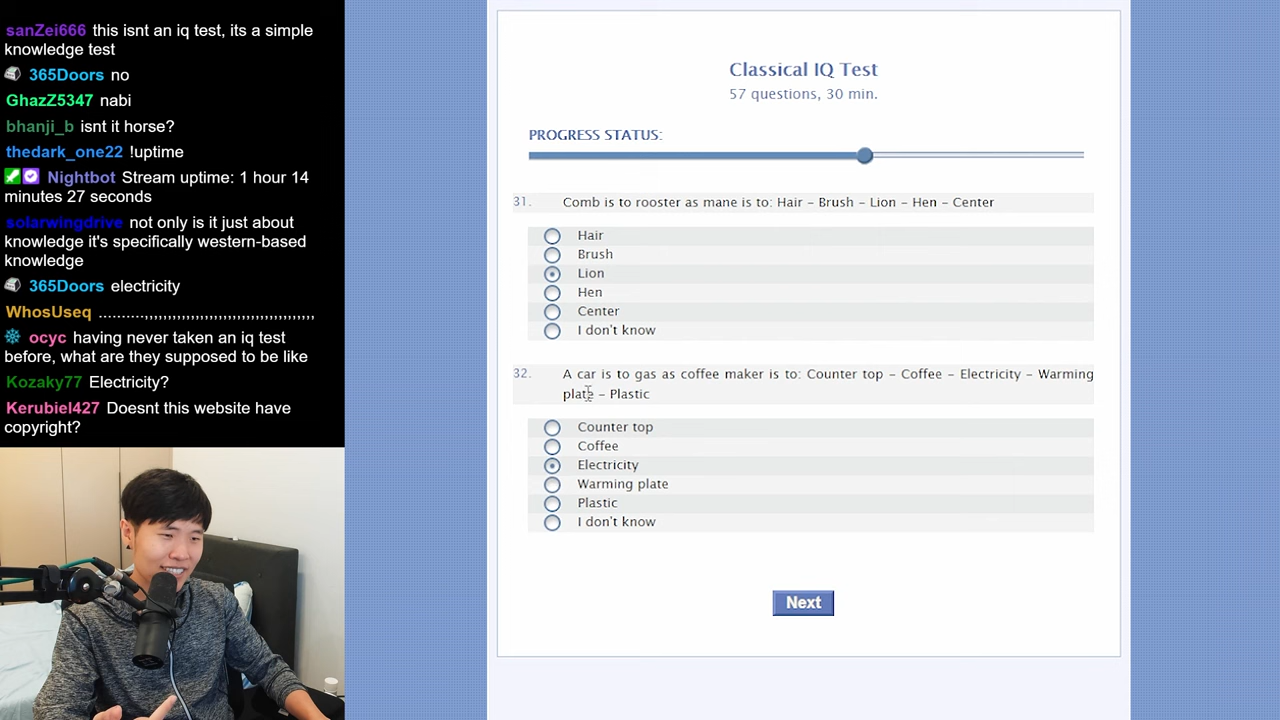 sanZei666 this isnt an iq test, its a simple
knowledge test
365Doors no
GhazZ5347 nabi
bhanji_b isnt it horse?
thedark_one22 !uptime
Nightbot Stream uptime: 1 hour 14
minutes 27 seconds
solarwingdrive not only is it just about
knowledge it's specifically western-based
knowledge
365Doors electricity
WhosUseq ..........,,,,,,,,,,,,,,,,,,,,,,,,,,,,,,,,,,,,,
ocyc having never taken an iq test
before, what are they supposed to be like
Kozaky77 Electricity?
Kerubiel427 Doesnt this website have
copyright?
Classical IQ Test
57 questions, 30 min.
PROGRESS STATUS:
31. Comb is to rooster as mane is to: Hair – Brush – Lion – Hen – Center
Hair
Brush
Lion
Hen
Center
I don't know
32. A car is to gas as coffee maker is to: Counter top – Coffee – Electricity – Warming
plate – Plastic
Counter top
Coffee
Electricity
Warming plate
Plastic
I don't know
Next